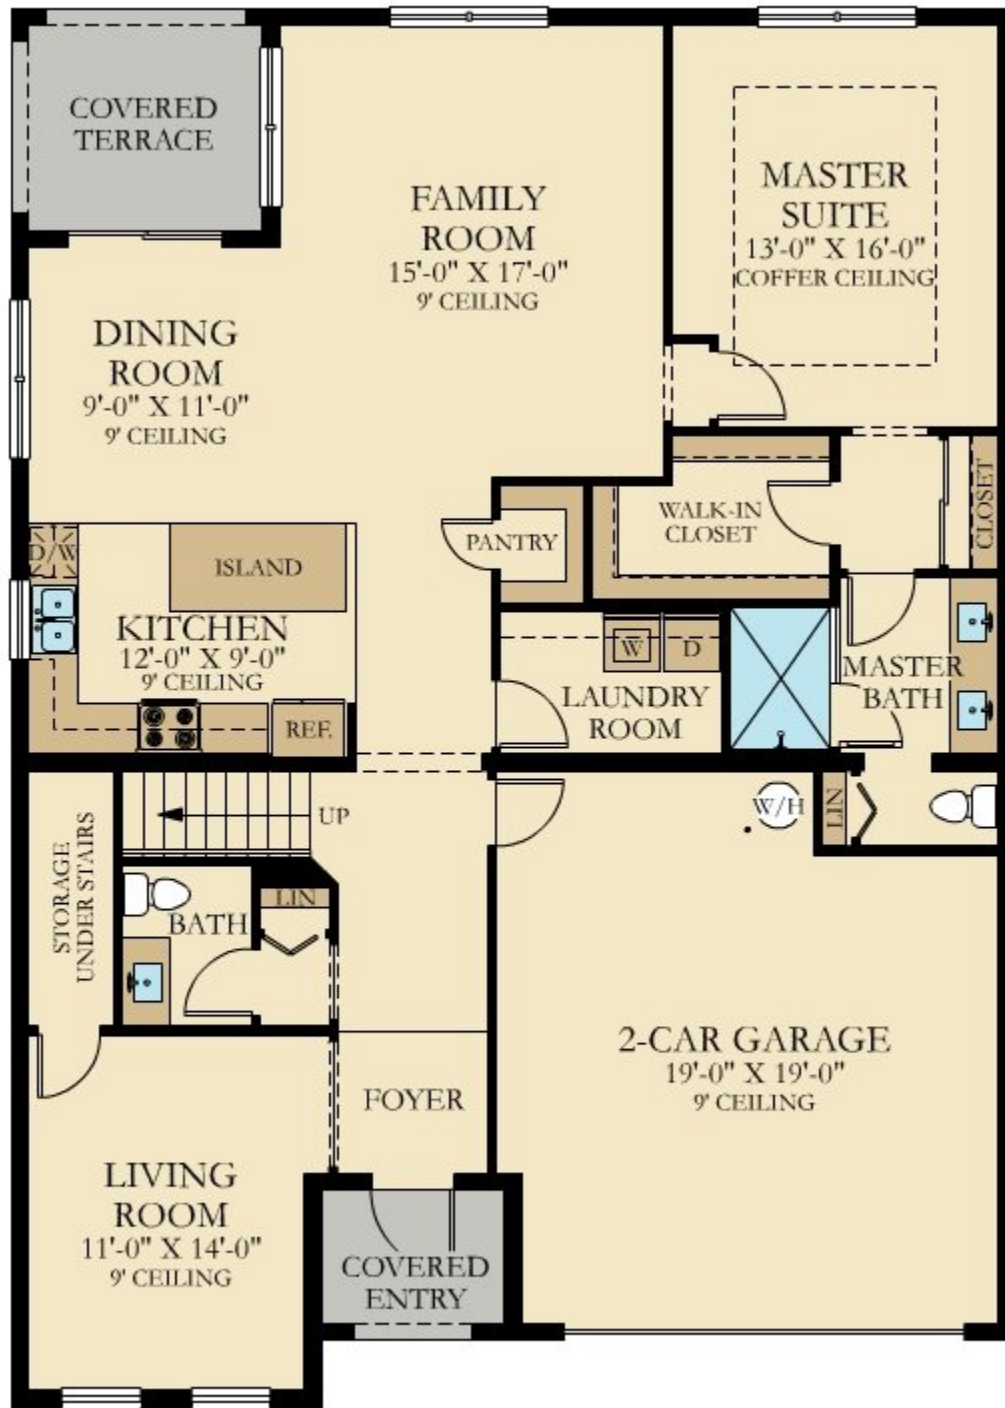 COVERED
TERRACE
FAMILY
ROOM
15'-0" X 17'-0"
9' CEILING
MASTER
SUITE
13'-0" X 16'-0"
COFFER CEILING
DINING
ROOM
9'-0" X 11'-0"
9' CEILING
WALK-IN
CLOSET
CLOSET
PANTRY
D/W
ISLAND
KITCHEN
12'-0" X 9'-0"
9' CEILING
REF.
W
D
LAUNDRY
ROOM
MASTER
BATH
UP
W/H
LIN
STORAGE
UNDER STAIRS
BATH
LIN
2-CAR GARAGE
19'-0" X 19'-0"
9' CEILING
FOYER
LIVING
ROOM
11'-0" X 14'-0"
9' CEILING
COVERED
ENTRY